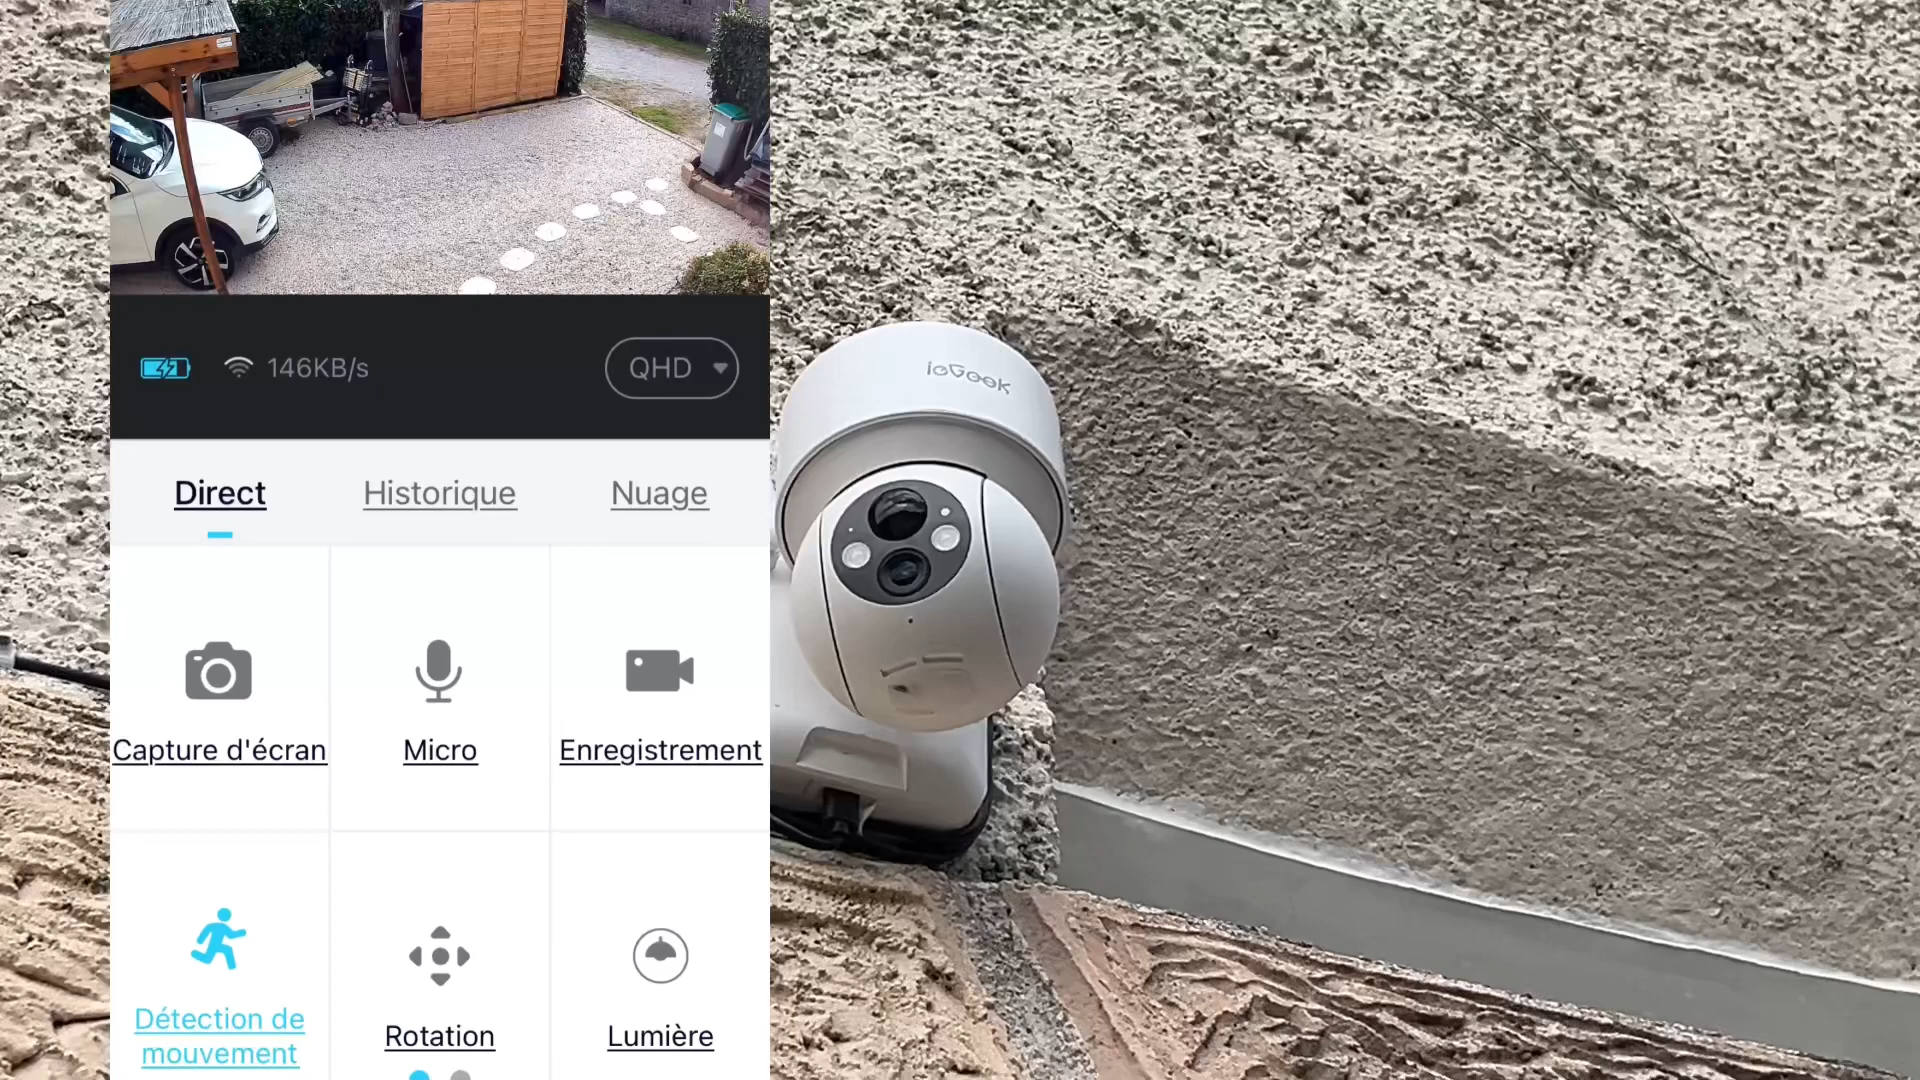 146KB/s
QHD
ieGeek
Direct
Historique
Nuage
Capture d'écran
Micro
Enregistrement
Détection de
mouvement
Rotation
Lumière